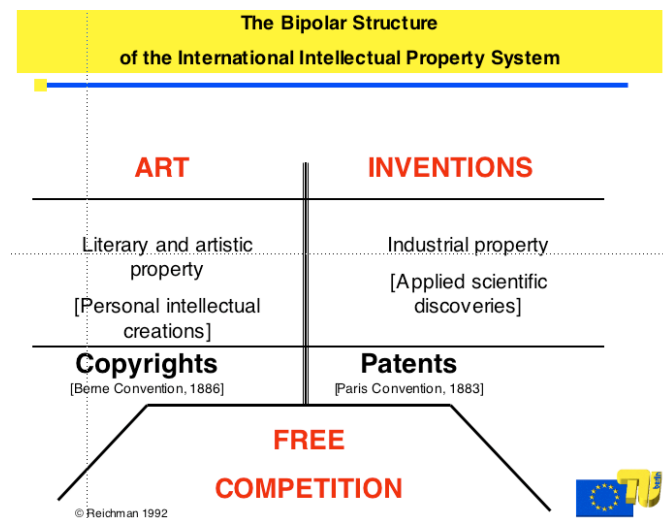 The Bipolar Structure
of the International Intellectual Property System
ART
INVENTIONS
Literary and artistic
property
[Personal intellectual
creations]
Industrial property
[Applied scientific
discoveries]
Copyrights
[Berne Convention, 1886]
Patents
[Paris Convention, 1883]
FREE
COMPETITION
© Reichman 1992